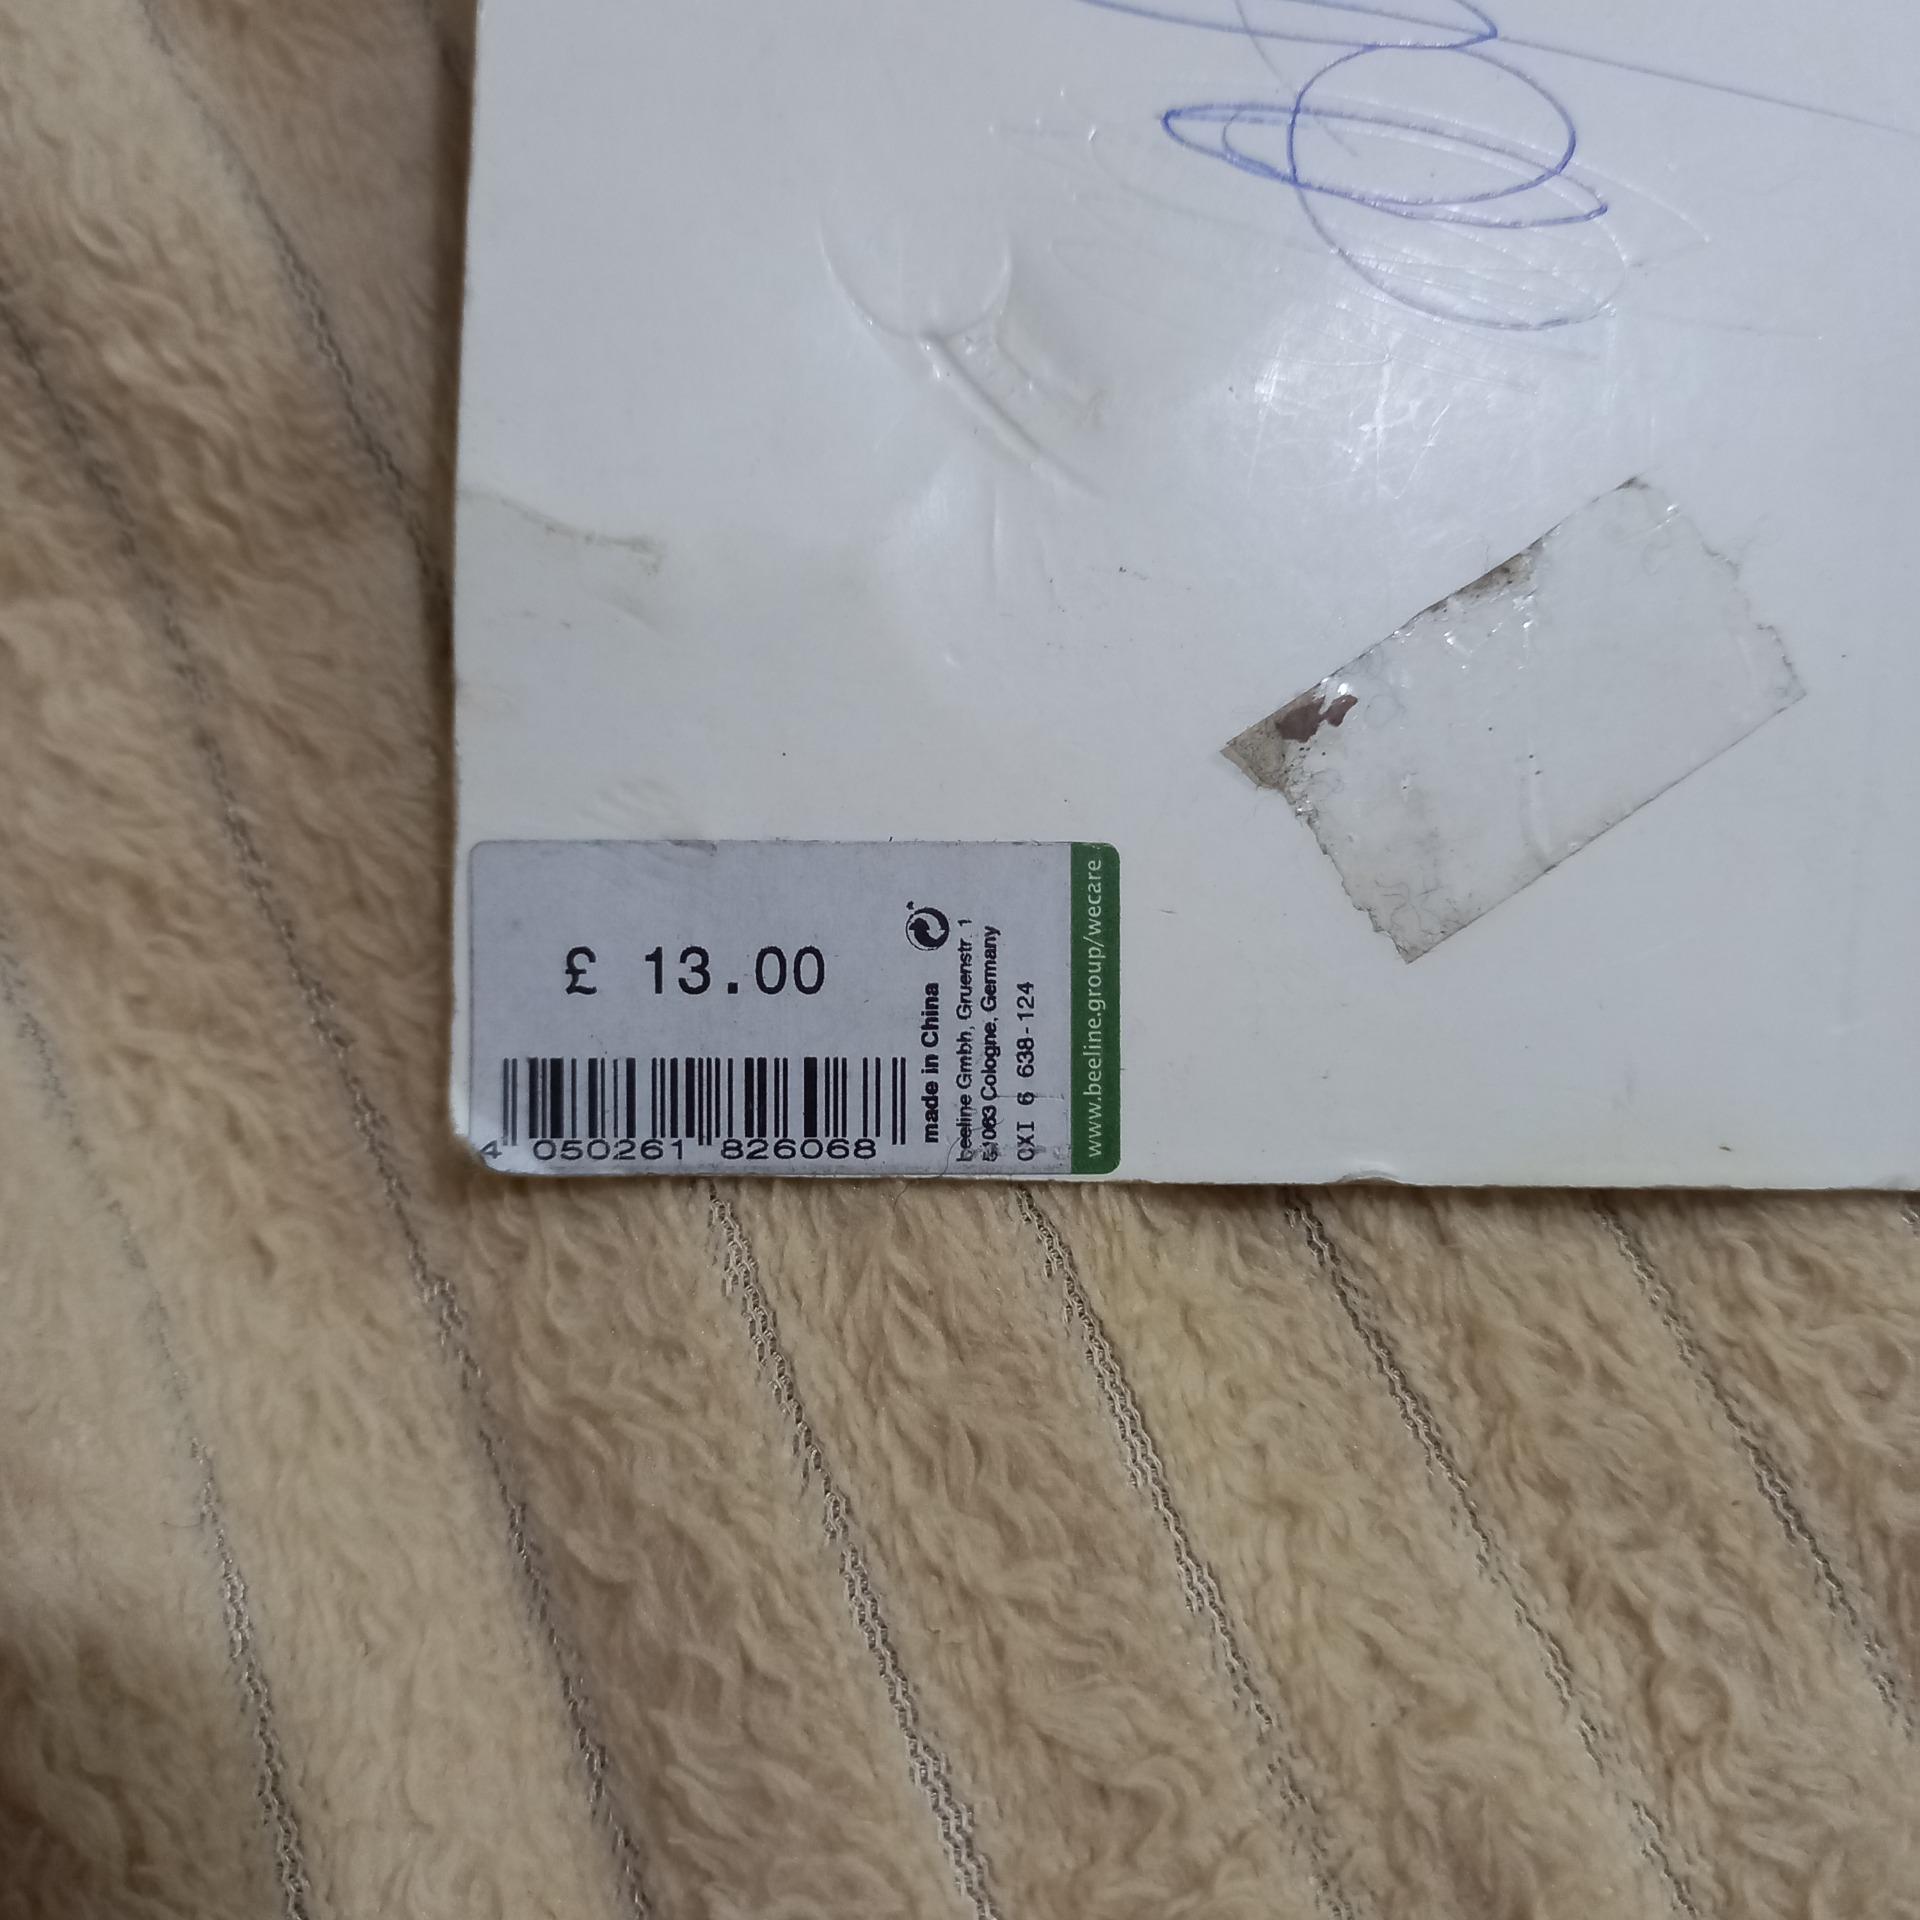 £ 13.00
4 050261 826068
made in China
beeline Gmbh, Gruenstr. 1
51063 Cologne, Germany
OXI 6 638-124
www.beeline.group/wecare